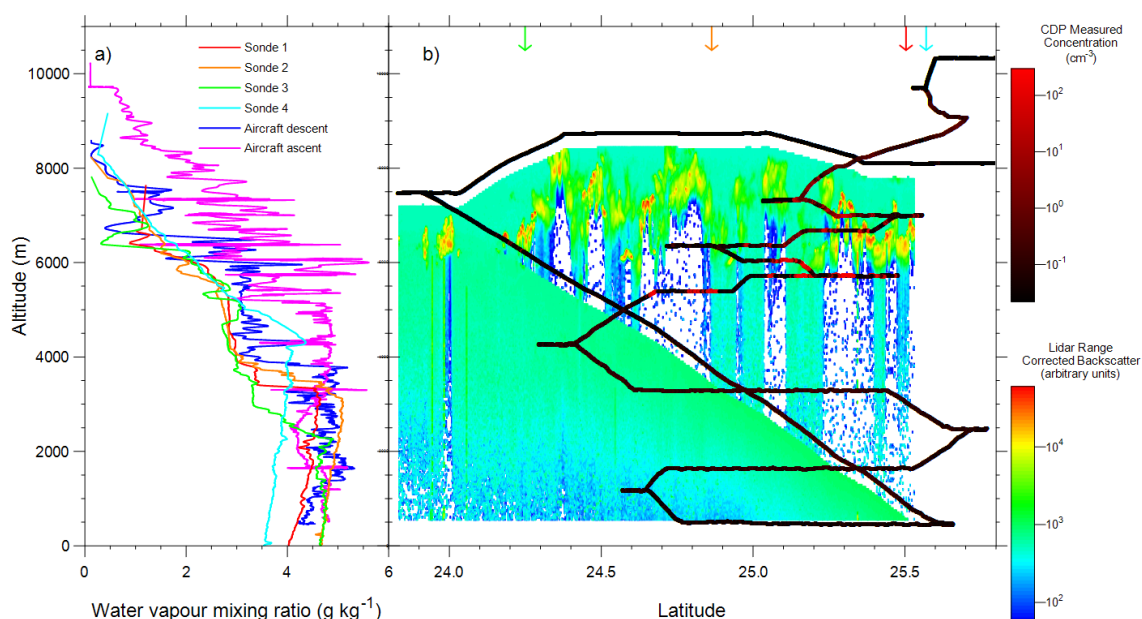 a)
Sonde 1
Sonde 2
Sonde 3
Sonde 4
Aircraft descent
Aircraft ascent
b)
10000
8000
6000
4000
2000
0
Altitude (m)
0
2
4
6
Water vapour mixing ratio (g kg⁻¹)
24.0
24.5
25.0
25.5
Latitude
CDP Measured
Concentration
(cm⁻³)
10²
10¹
10⁰
10⁻¹
Lidar Range
Corrected Backscatter
(arbitrary units)
10⁴
10³
10²